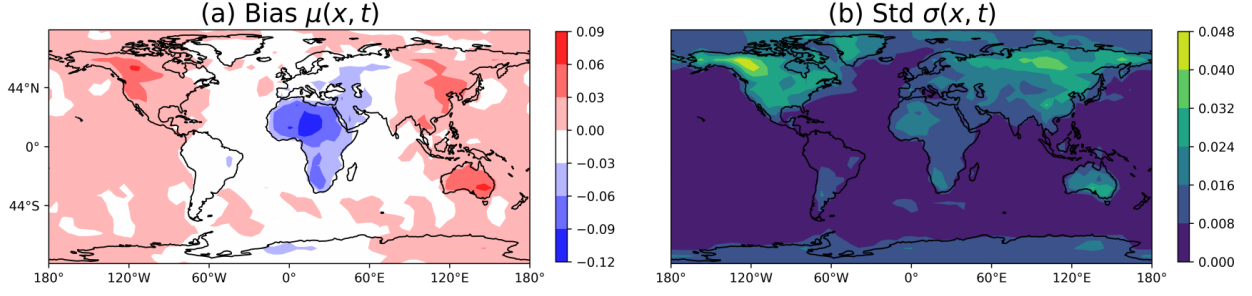 (a) Bias μ(x, t)
44°N
0°
44°S
180°
120°W
60°W
0°
60°E
120°E
180°
0.09
0.06
0.03
0.00
−0.03
−0.06
−0.09
−0.12
(b) Std σ(x, t)
180°
120°W
60°W
0°
60°E
120°E
180°
0.048
0.040
0.032
0.024
0.016
0.008
0.000